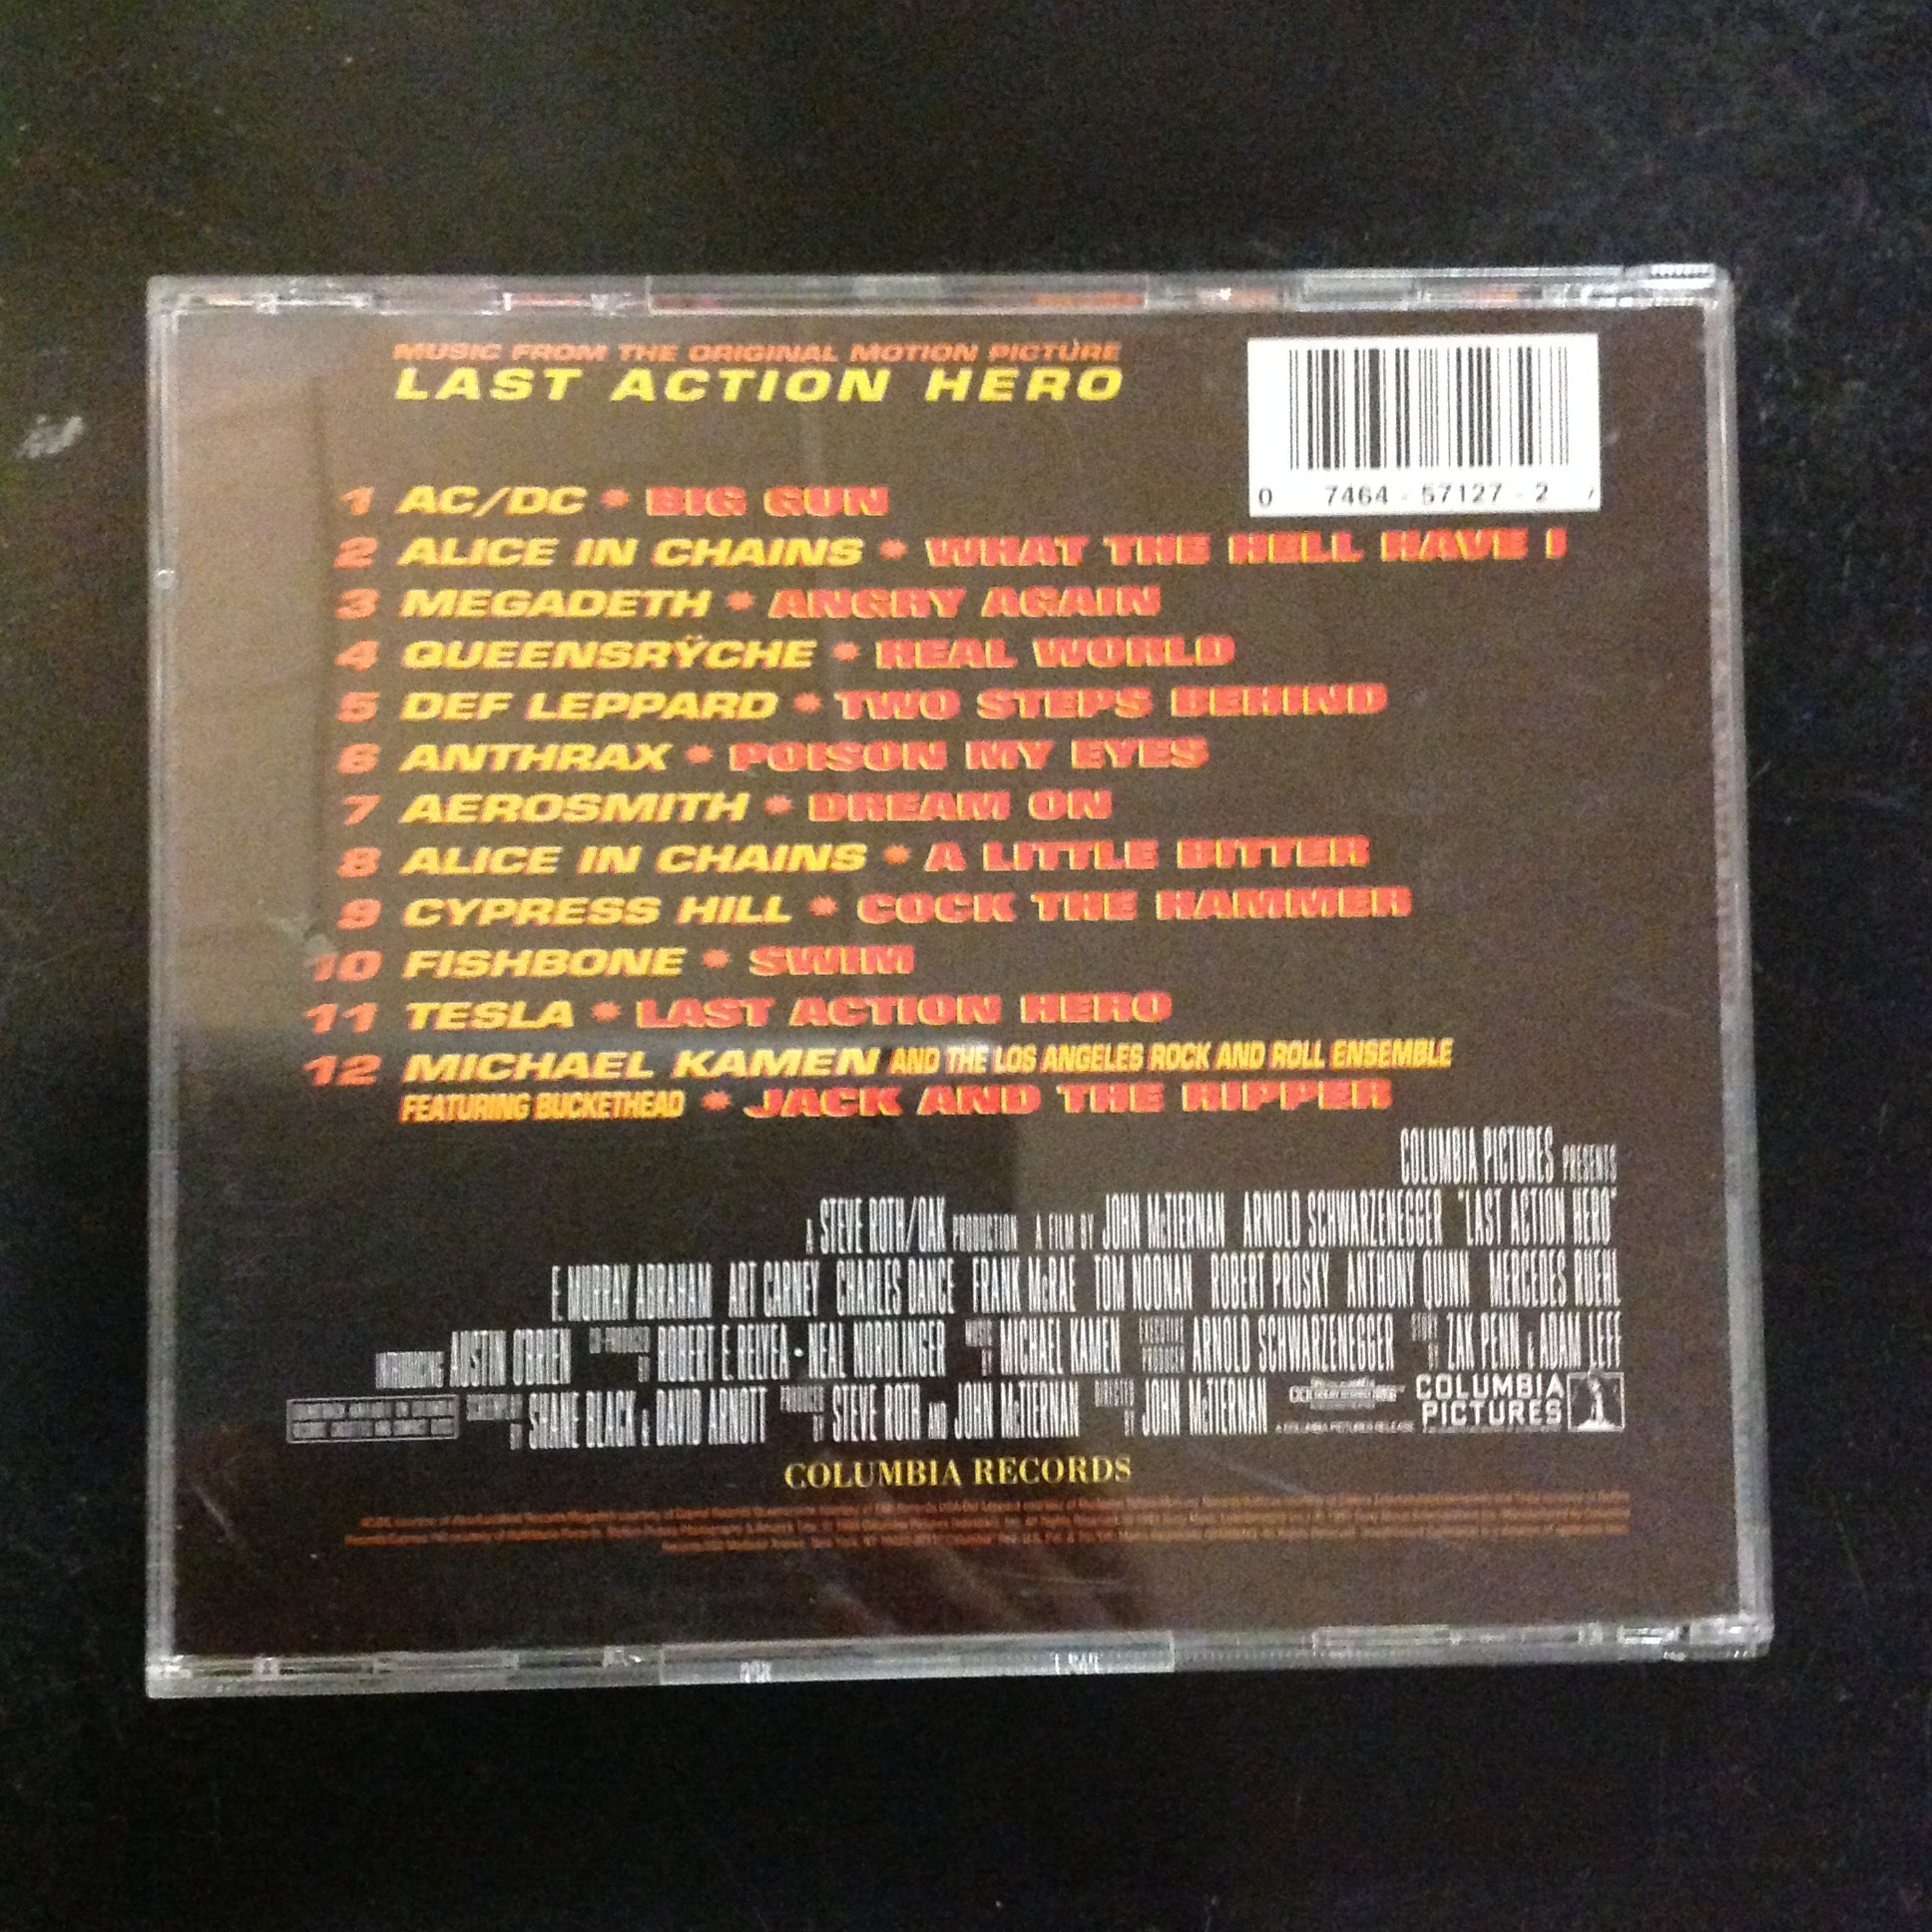 MUSIC FROM THE ORIGINAL MOTION PICTURE
LAST ACTION HERO
0 7464-57127-2 7
1 AC/DC * BIG GUN
2 ALICE IN CHAINS * WHAT THE HELL HAVE I
3 MEGADETH * ANGRY AGAIN
4 QUEENSRŸCHE * REAL WORLD
5 DEF LEPPARD * TWO STEPS BEHIND
6 ANTHRAX * POISON MY EYES
7 AEROSMITH * DREAM ON
8 ALICE IN CHAINS * A LITTLE BITTER
9 CYPRESS HILL * COCK THE HAMMER
10 FISHBONE * SWIM
11 TESLA * LAST ACTION HERO
12 MICHAEL KAMEN AND THE LOS ANGELES ROCK AND ROLL ENSEMBLE
FEATURING BUCKETHEAD * JACK AND THE RIPPER
COLUMBIA PICTURES PRESENTS
A STEVE ROTH/OAK PRODUCTION A FILM BY JOHN McTIERNAN ARNOLD SCHWARZENEGGER "LAST ACTION HERO"
F. MURRAY ABRAHAM ART CARNEY CHARLES DANCE FRANK McRAE TOM NOONAN ROBERT PROSKY ANTHONY QUINN MERCEDES RUEHL
INTRODUCING AUSTIN O'BRIEN CO-PRODUCED BY ROBERT E. RELYEA • NEAL NORDLINGER MUSIC BY MICHAEL KAMEN EXECUTIVE PRODUCER ARNOLD SCHWARZENEGGER STORY BY ZAK PENN & ADAM LEFF
SCREENPLAY BY SHANE BLACK & DAVID ARNOTT PRODUCED BY STEVE ROTH AND JOHN McTIERNAN DIRECTED BY JOHN McTIERNAN COLUMBIA PICTURES
A COLUMBIA PICTURES RELEASE
COLUMBIA RECORDS